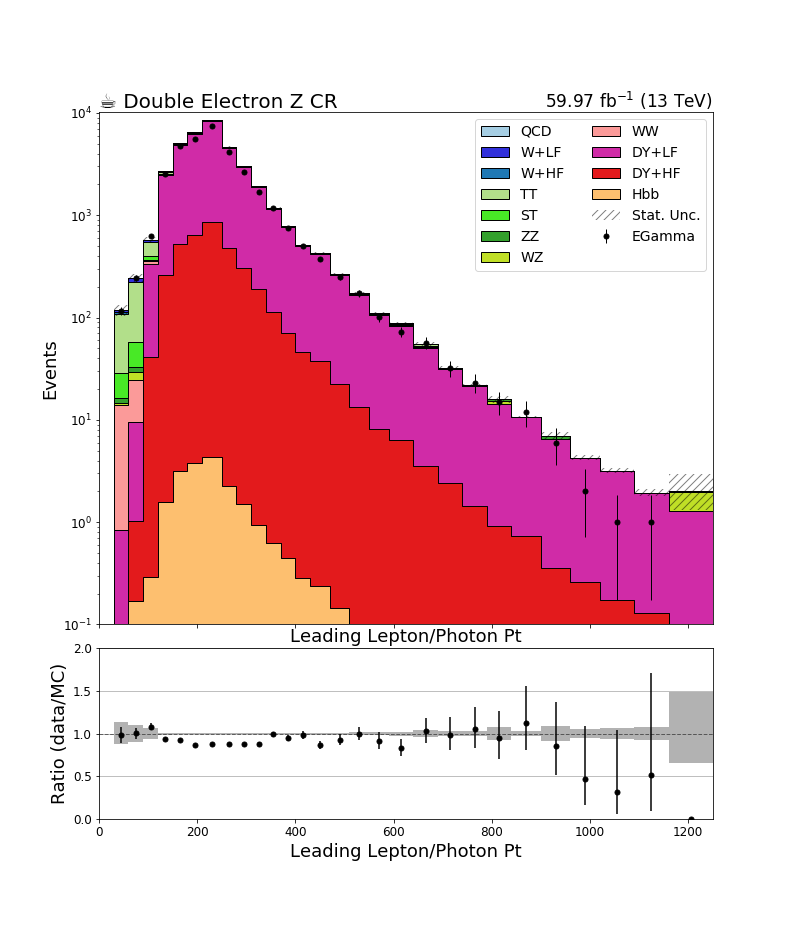 ☕ Double Electron Z CR
59.97 fb⁻¹ (13 TeV)
QCD
W+LF
W+HF
TT
ST
ZZ
WZ
WW
DY+LF
DY+HF
Hbb
Stat. Unc.
EGamma
10⁴
10³
10²
10¹
10⁰
10⁻¹
Events
Leading Lepton/Photon Pt
2.0
1.5
1.0
0.5
0.0
Ratio (data/MC)
0 200 400 600 800 1000 1200
Leading Lepton/Photon Pt